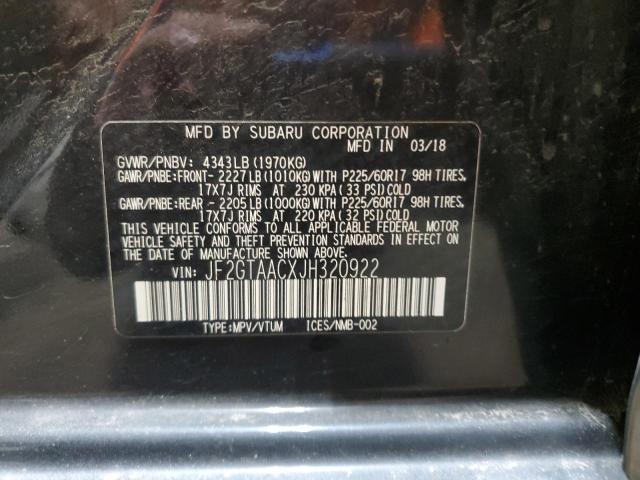 MFD BY SUBARU CORPORATION
MFD IN 03/18
GVWR/PNBV: 4343LB(1970KG)
GAWR/PNBE:FRONT-2227LB(1010KG)WITH P225/60R17 98H TIRES,
17X7J RIMS AT 230 KPA(33 PSI)COLD
GAWR/PNBE:REAR -2205LB(1000KG)WITH P225/60R17 98H TIRES,
17X7J RIMS AT 220 KPA(32 PSI)COLD
THIS VEHICLE CONFORMS TO ALL APPLICABLE FEDERAL MOTOR
VEHICLE SAFETY AND THEFT PREVENTION STANDARDS IN EFFECT ON
THE DATE OF MANUFACTURE SHOWN ABOVE.
VIN: JF2GTAACXJH320922
TYPE:MPV/VTUM ICES/NMB-002